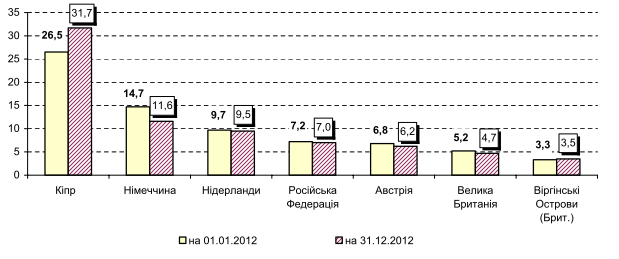 35
30
25
20
15
10
5
0
26,5
31,7
14,7
11,6
9,7
9,5
7,2
7,0
6,8
6,2
5,2
4,7
3,3
3,5
Кіпр
Німеччина
Нідерланди
Російська
Федерація
Австрія
Велика
Британія
Віргінські
Острови
(Брит.)
на 01.01.2012
на 31.12.2012